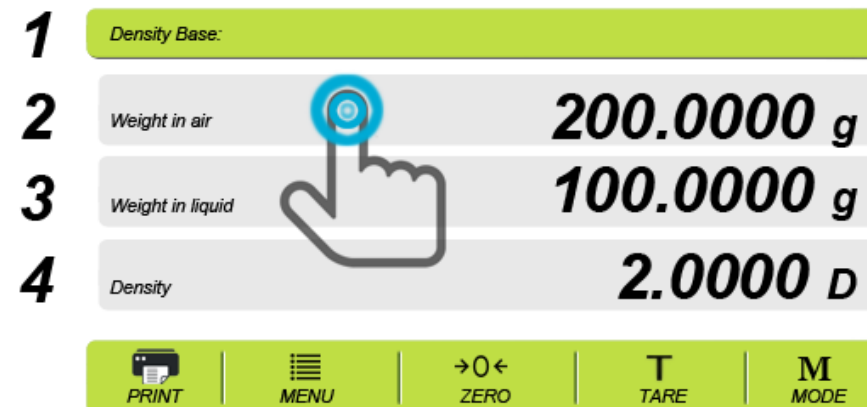 1 Density Base:
2 Weight in air 200.0000 g
3 Weight in liquid 100.0000 g
4 Density 2.0000 D
PRINT MENU →0← ZERO T TARE M MODE